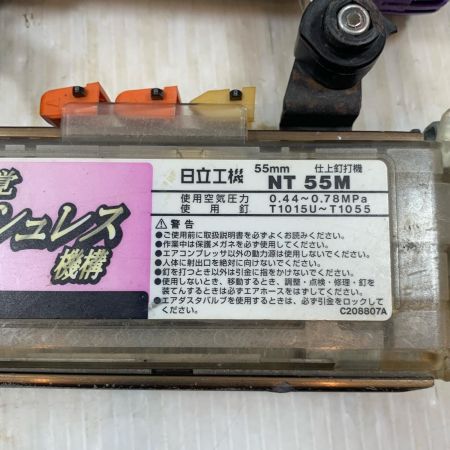 覚
ンュレス
機構
日立工機 55mm 仕上釘打機
NT 55M
使用空気圧力 0.44～0.78MPa
使用釘 T1015U～T1055
⚠警告
●ご使用前に取扱説明書を必ずよくお読みください。
●作業中は保護メガネを必ず使用してください。
●エアコンプレッサ以外の動力源は使用しないでください。
●人体に射出口を絶対に向けないでください。
●釘を打つとき以外は引金に指をかけないでください。
●使用しないとき、移動するとき、調整・点検・修理・釘を
装てんするときは必ずエアホースをはずしてください。
●エアダスタバルブを使用するときは、必ず引金をロックして
ください。
C208807A